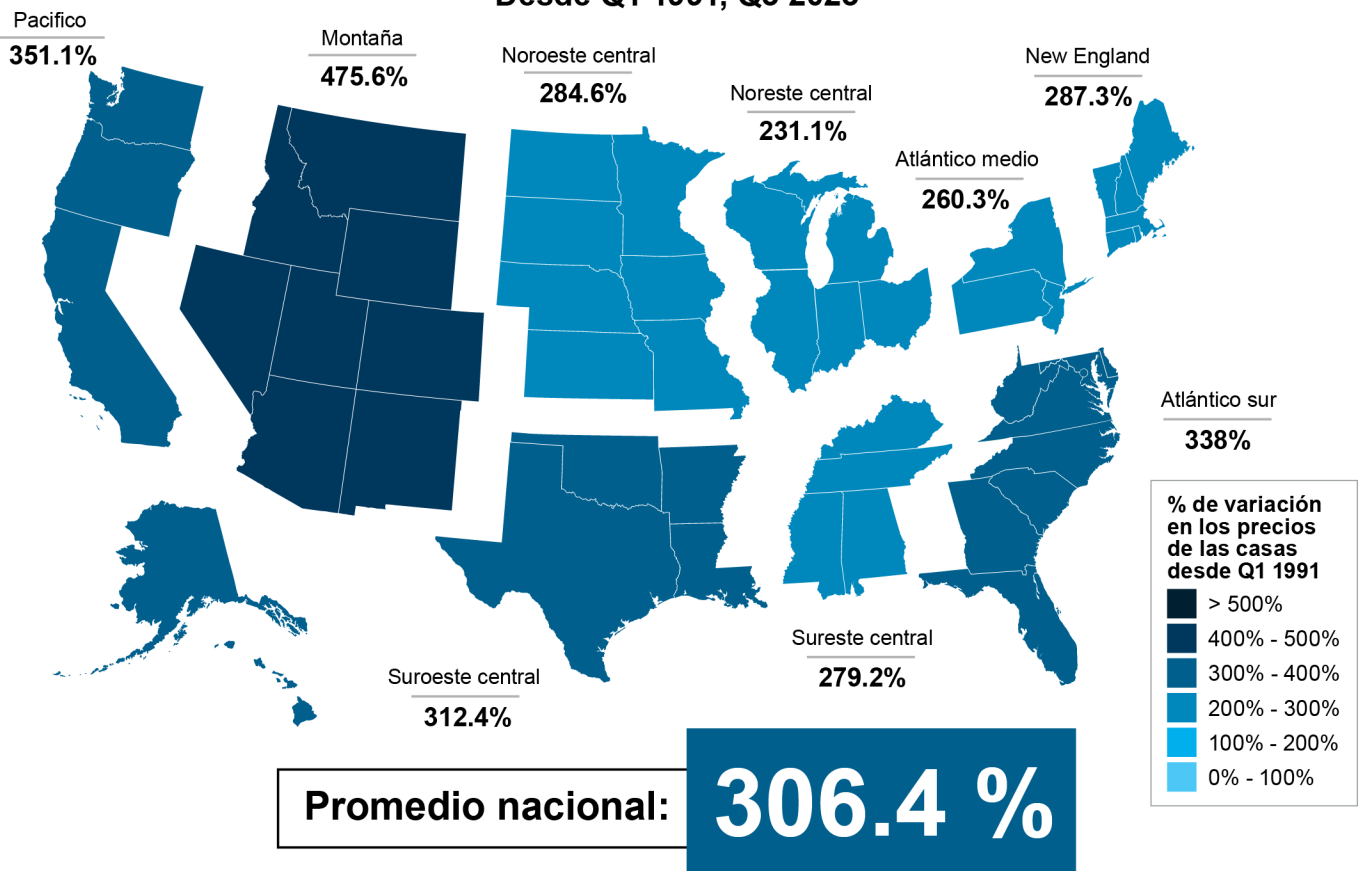 Pacifico
351.1%
Montaña
475.6%
Noroeste central
284.6%
Noreste central
231.1%
New England
287.3%
Atlántico medio
260.3%
Atlántico sur
338%
% de variación
en los precios
de las casas
desde Q1 1991
> 500%
400% - 500%
300% - 400%
200% - 300%
100% - 200%
0% - 100%
Sureste central
279.2%
Suroeste central
312.4%
Promedio nacional:
306.4 %